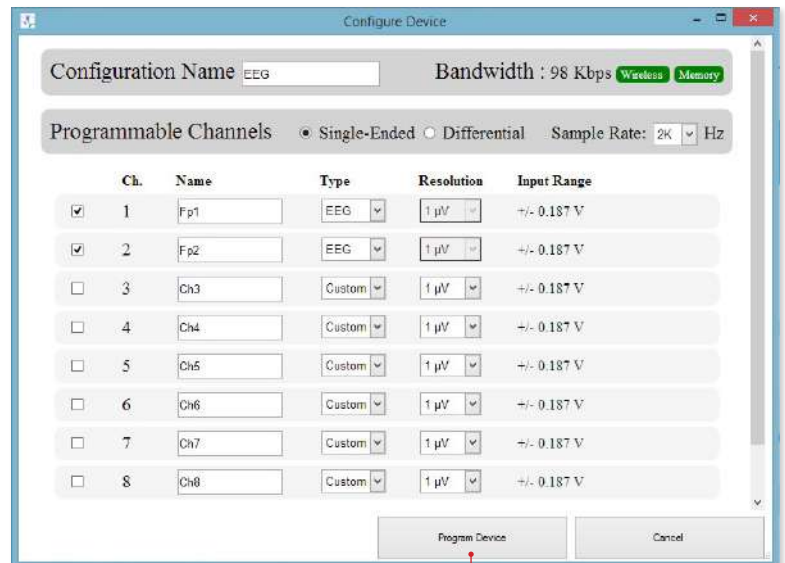 Configure Device
Configuration Name EEG Bandwidth : 98 Kbps Wireless Memory
Programmable Channels Single-Ended Differential Sample Rate: 2K Hz
Ch. Name Type Resolution Input Range
1 Fp1 EEG 1 µV +/- 0.187 V
2 Fp2 EEG 1 µV +/- 0.187 V
3 Ch3 Custom 1 µV +/- 0.187 V
4 Ch4 Custom 1 µV +/- 0.187 V
5 Ch5 Custom 1 µV +/- 0.187 V
6 Ch6 Custom 1 µV +/- 0.187 V
7 Ch7 Custom 1 µV +/- 0.187 V
8 Ch8 Custom 1 µV +/- 0.187 V
Program Device Cancel